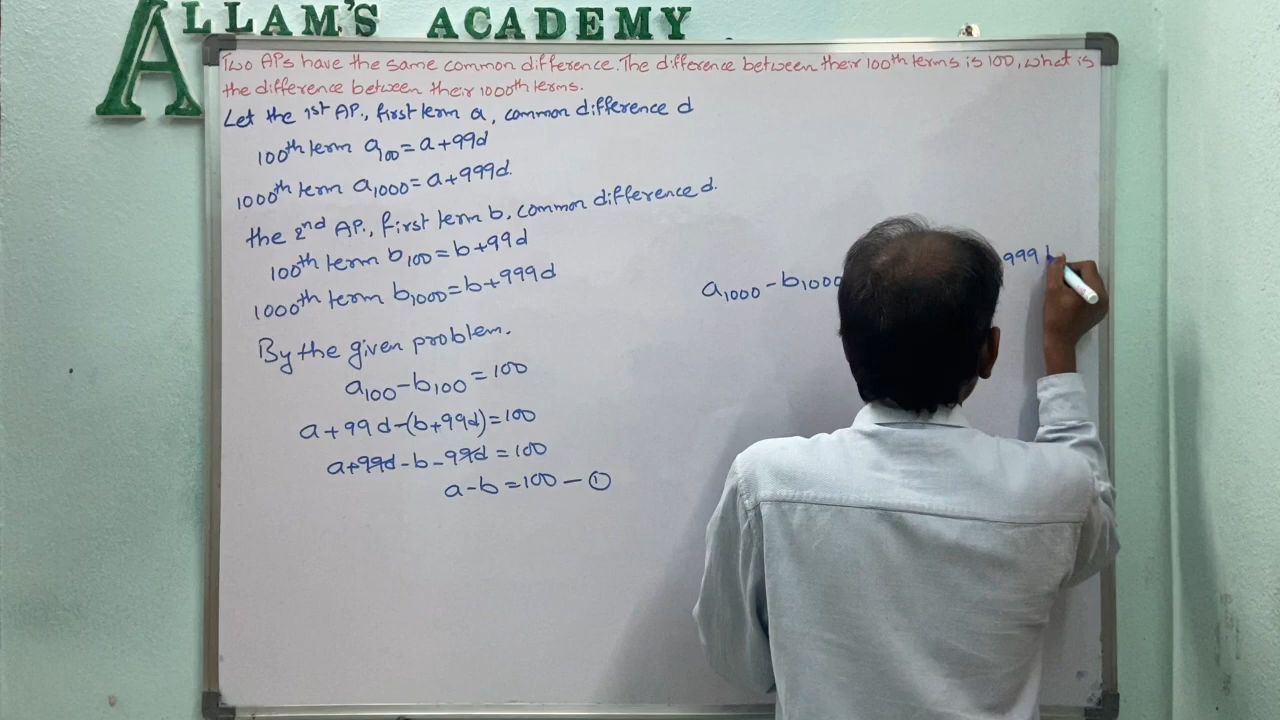 ALLAM'S ACADEMY
Two APs have the same common difference. The difference between their 100th terms is 100, what is
the difference between their 1000th terms.
Let the 1st AP., first term a, common difference d
100th term a100 = a+99d
1000th term a1000 = a+999d.
the 2nd AP., first term b, common difference d.
100th term b100 = b+99d
1000th term b1000 = b+999d
By the given problem.
a100 - b100 = 100
a+99d-(b+99d)=100
a+99d-b-99d=100
a-b=100 - ①
a1000 - b1000
999